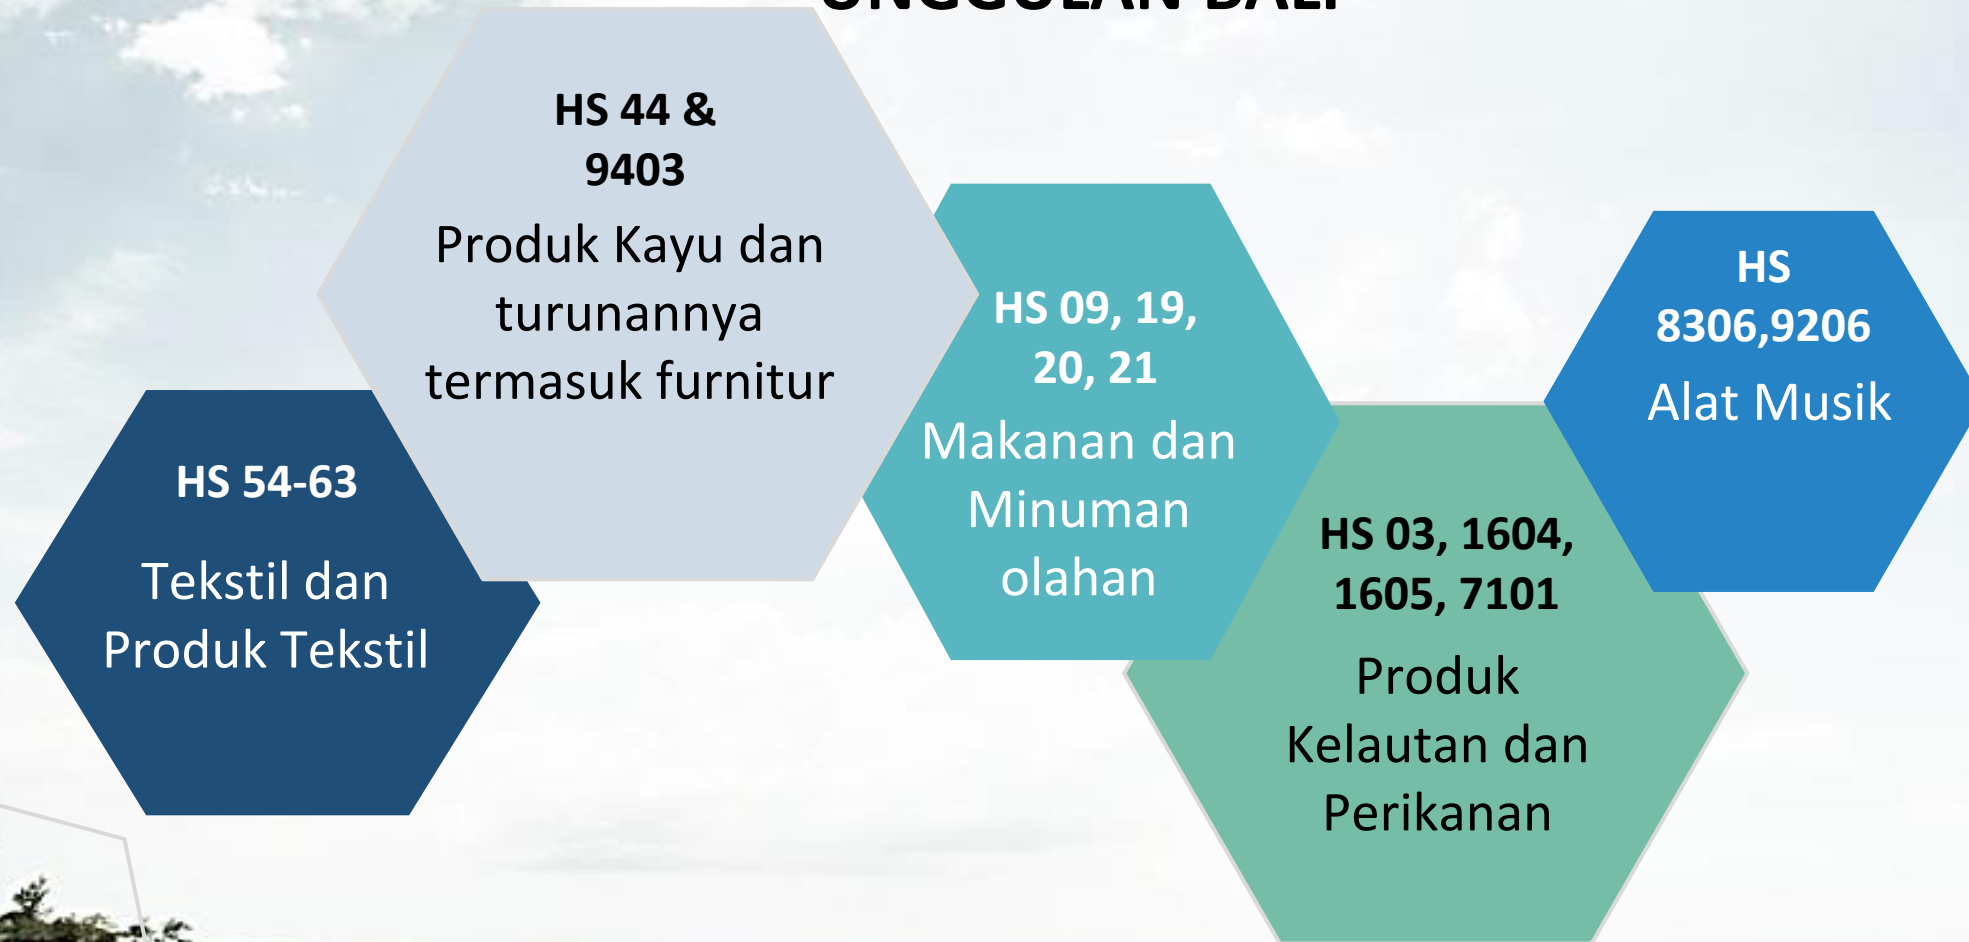 UNGGULAN BALI
HS 44 &
9403
Produk Kayu dan
turunannya
termasuk furnitur
HS 54-63
Tekstil dan
Produk Tekstil
HS 09, 19,
20, 21
Makanan dan
Minuman
olahan
HS 03, 1604,
1605, 7101
Produk
Kelautan dan
Perikanan
HS
8306,9206
Alat Musik